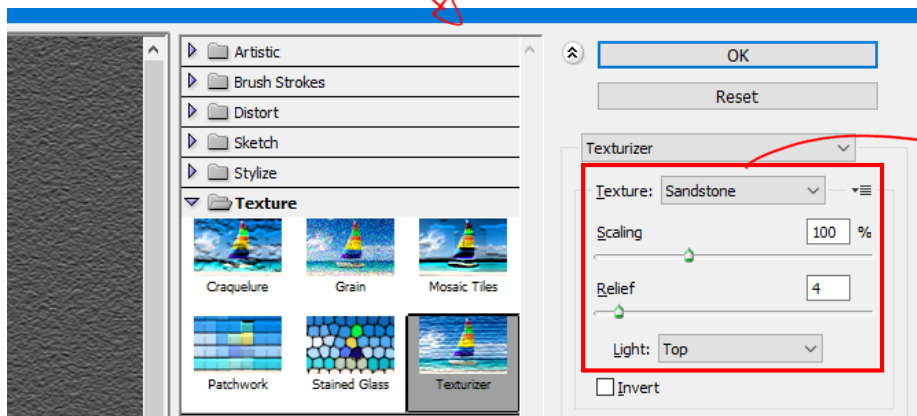 Artistic
Brush Strokes
Distort
Sketch
Stylize
Texture
Craquelure Grain Mosaic Tiles
Patchwork Stained Glass Texturizer
OK
Reset
Texturizer
Texture: Sandstone
Scaling 100 %
Relief 4
Light: Top
Invert